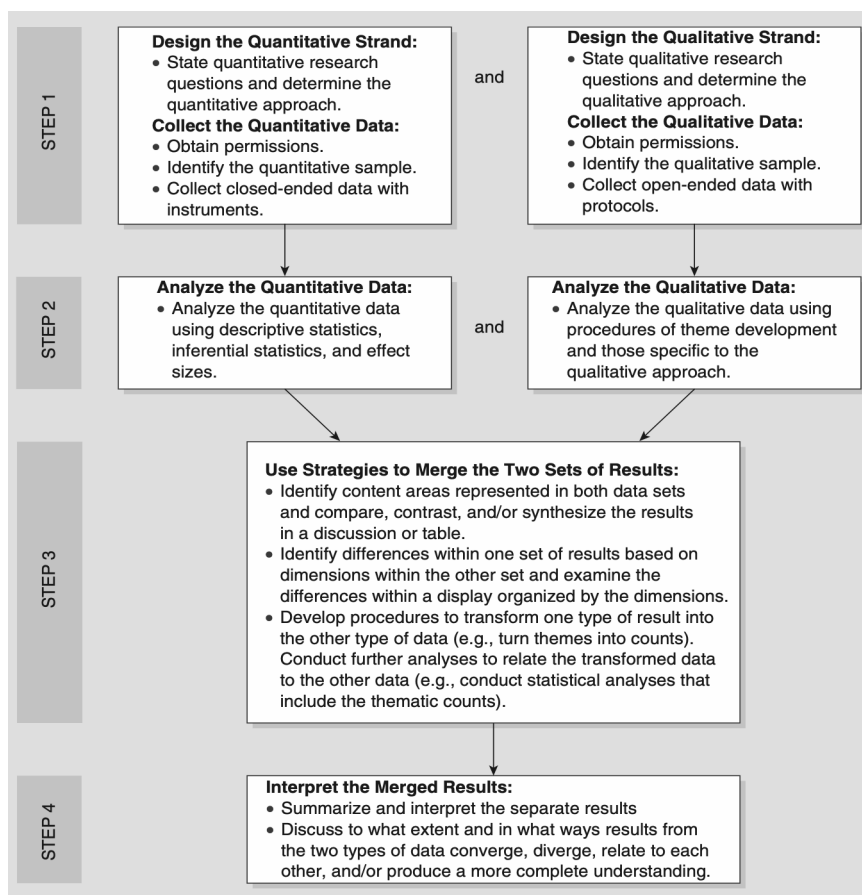 STEP 1
Design the Quantitative Strand:
• State quantitative research
questions and determine the
quantitative approach.
Collect the Quantitative Data:
• Obtain permissions.
• Identify the quantitative sample.
• Collect closed-ended data with
instruments.
and
Design the Qualitative Strand:
• State qualitative research
questions and determine the
qualitative approach.
Collect the Qualitative Data:
• Obtain permissions.
• Identify the qualitative sample.
• Collect open-ended data with
protocols.
STEP 2
Analyze the Quantitative Data:
• Analyze the quantitative data
using descriptive statistics,
inferential statistics, and effect
sizes.
and
Analyze the Qualitative Data:
• Analyze the qualitative data using
procedures of theme development
and those specific to the
qualitative approach.
STEP 3
Use Strategies to Merge the Two Sets of Results:
• Identify content areas represented in both data sets
and compare, contrast, and/or synthesize the results
in a discussion or table.
• Identify differences within one set of results based on
dimensions within the other set and examine the
differences within a display organized by the dimensions.
• Develop procedures to transform one type of result into
the other type of data (e.g., turn themes into counts).
Conduct further analyses to relate the transformed data
to the other data (e.g., conduct statistical analyses that
include the thematic counts).
STEP 4
Interpret the Merged Results:
• Summarize and interpret the separate results
• Discuss to what extent and in what ways results from
the two types of data converge, diverge, relate to each
other, and/or produce a more complete understanding.